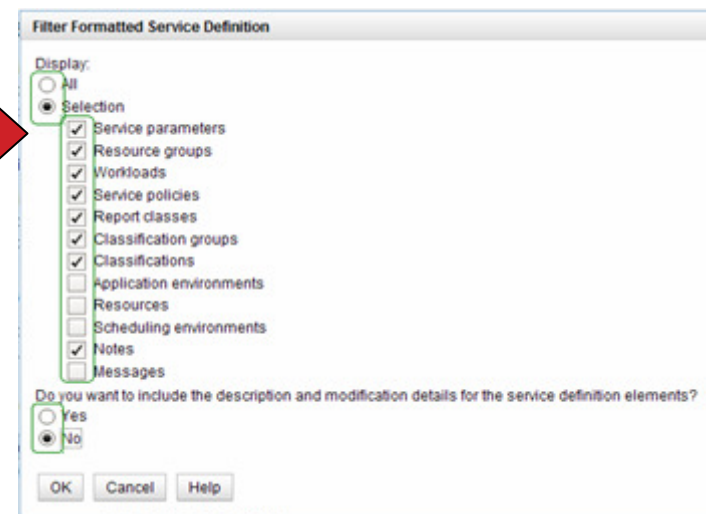 Filter Formatted Service Definition
Display:
All
Selection
Service parameters
Resource groups
Workloads
Service policies
Report classes
Classification groups
Classifications
Application environments
Resources
Scheduling environments
Notes
Messages
Do you want to include the description and modification details for the service definition elements?
Yes
No
OK Cancel Help